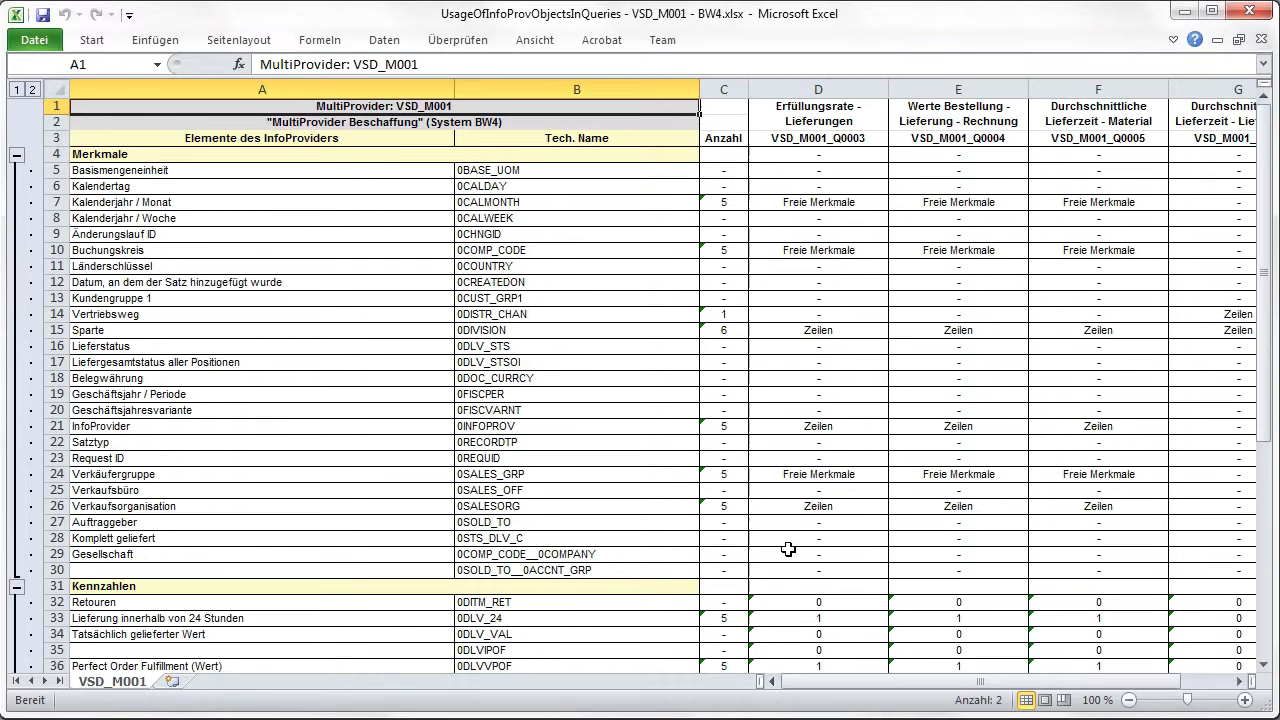 UsageOfInfoProvObjectsInQueries - VSD_M001 - BW4.xlsx - Microsoft Excel
Datei Start Einfügen Seitenlayout Formeln Daten Überprüfen Ansicht Acrobat Team
A1 fx MultiProvider: VSD_M001
1 2 A B C D E F G
1 MultiProvider: VSD_M001 Erfüllungsrate - Werte Bestellung - Durchschnittliche Durchschnit
2 "MultiProvider Beschaffung" (System BW4) Lieferungen Lieferung - Rechnung Lieferzeit - Material Lieferzeit - Lie
3 Elemente des InfoProviders Tech. Name Anzahl VSD_M001_Q0003 VSD_M001_Q0004 VSD_M001_Q0005 VSD_M001_
4 Merkmale - - - -
5 Basismengeneinheit 0BASE_UOM - - - - -
6 Kalendertag 0CALDAY - - - - -
7 Kalenderjahr / Monat 0CALMONTH 5 Freie Merkmale Freie Merkmale Freie Merkmale -
8 Kalenderjahr / Woche 0CALWEEK - - - - -
9 Änderungslauf ID 0CHNGID - - - - -
10 Buchungskreis 0COMP_CODE 5 Freie Merkmale Freie Merkmale Freie Merkmale -
11 Länderschlüssel 0COUNTRY - - - - -
12 Datum, an dem der Satz hinzugefügt wurde 0CREATEDON - - - - -
13 Kundengruppe 1 0CUST_GRP1 - - - - -
14 Vertriebsweg 0DISTR_CHAN 1 - - - Zeilen
15 Sparte 0DIVISION 6 Zeilen Zeilen Zeilen Zeilen
16 Lieferstatus 0DLV_STS - - - - -
17 Liefergesamtstatus aller Positionen 0DLV_STSOI - - - - -
18 Belegwährung 0DOC_CURRCY - - - - -
19 Geschäftsjahr / Periode 0FISCPER - - - - -
20 Geschäftsjahresvariante 0FISCVARNT - - - - -
21 InfoProvider 0INFOPROV 5 Zeilen Zeilen Zeilen -
22 Satztyp 0RECORDTP - - - - -
23 Request ID 0REQUID - - - - -
24 Verkäufergruppe 0SALES_GRP 5 Freie Merkmale Freie Merkmale Freie Merkmale -
25 Verkaufsbüro 0SALES_OFF - - - - -
26 Verkaufsorganisation 0SALESORG 5 Zeilen Zeilen Zeilen -
27 Auftraggeber 0SOLD_TO - - - - -
28 Komplett geliefert 0STS_DLV_C - - - - -
29 Gesellschaft 0COMP_CODE__0COMPANY - - - - -
30 0SOLD_TO__0ACCNT_GRP - - - - -
31 Kennzahlen
32 Retouren 0DITM_RET - 0 0 0 0
33 Lieferung innerhalb von 24 Stunden 0DLV_24 5 1 1 1 0
34 Tatsächlich gelieferter Wert 0DLV_VAL - 0 0 0 0
35 0DLVIPOF - 0 0 0 0
36 Perfect Order Fulfillment (Wert) 0DLVVPOF 5 1 1 1 0
VSD_M001
Bereit Anzahl: 2 100 %